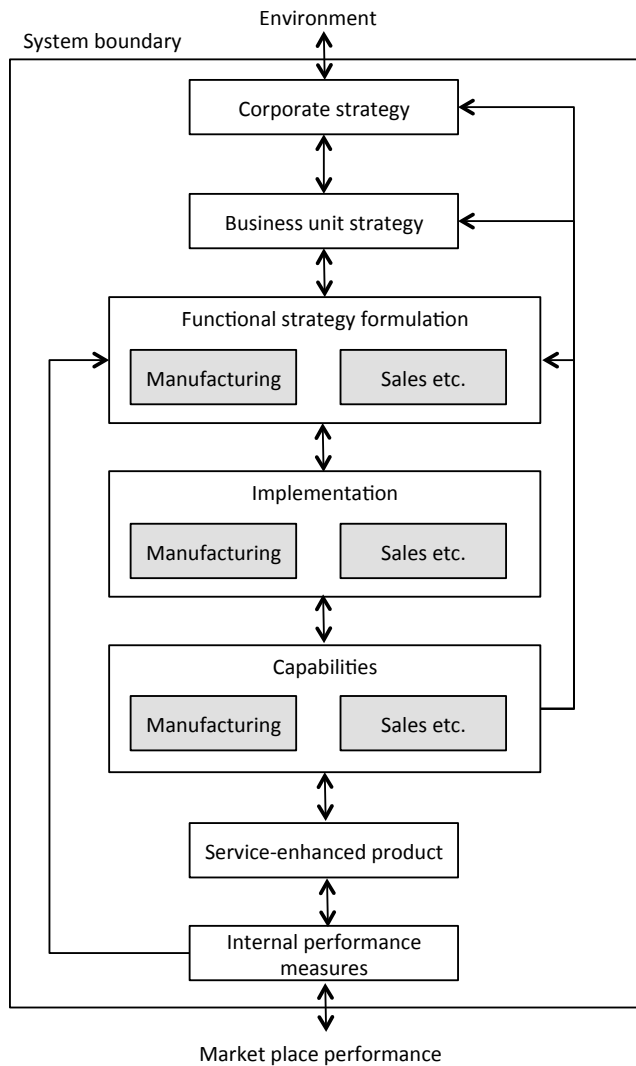 Environment
System boundary
Corporate strategy
Business unit strategy
Functional strategy formulation
Manufacturing
Sales etc.
Implementation
Manufacturing
Sales etc.
Capabilities
Manufacturing
Sales etc.
Service-enhanced product
Internal performance
measures
Market place performance